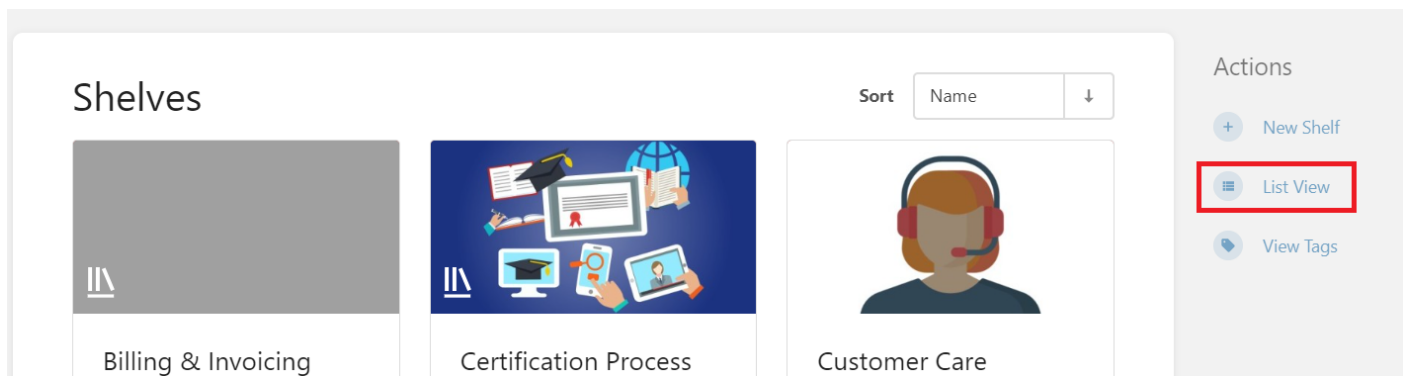 Shelves
Sort
Name
Billing & Invoicing
Certification Process
Customer Care
Actions
New Shelf
List View
View Tags